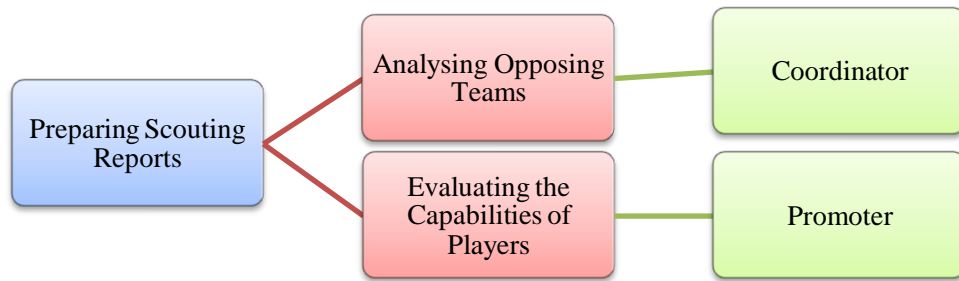 Preparing Scouting
Reports
Analysing Opposing
Teams
Coordinator
Evaluating the
Capabilities of
Players
Promoter